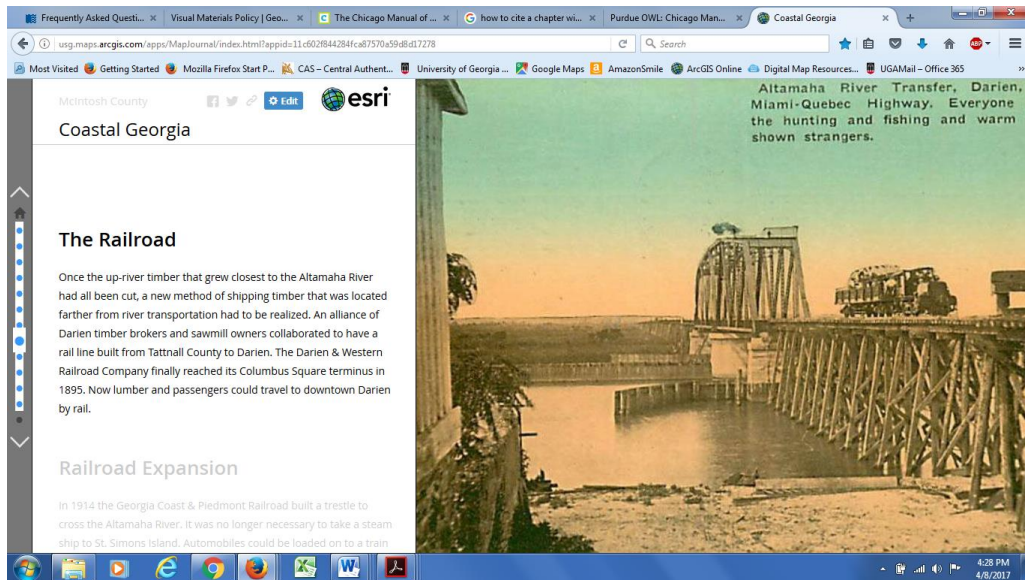 Frequently Asked Questi... × Visual Materials Policy | Geo... × C The Chicago Manual of ... × G how to cite a chapter wi... × Purdue OWL: Chicago Man... × Coastal Georgia × +
usg.maps.arcgis.com/apps/MapJournal/index.html?appid=11c602f844284fca87570a59d8d17278 Search ABP
Most Visited Getting Started Mozilla Firefox Start P... CAS – Central Authent... University of Georgia ... Google Maps a AmazonSmile ArcGIS Online Digital Map Resources... UGAMail – Office 365 »
McIntosh County Edit esri
Coastal Georgia
The Railroad
Once the up-river timber that grew closest to the Altamaha River
had all been cut, a new method of shipping timber that was located
farther from river transportation had to be realized. An alliance of
Darien timber brokers and sawmill owners collaborated to have a
rail line built from Tattnall County to Darien. The Darien & Western
Railroad Company finally reached its Columbus Square terminus in
1895. Now lumber and passengers could travel to downtown Darien
by rail.
Railroad Expansion
In 1914 the Georgia Coast & Piedmont Railroad built a trestle to
cross the Altamaha River. It was no longer necessary to take a steam
ship to St. Simons Island. Automobiles could be loaded on to a train
Altamaha River Transfer, Darien,
Miami-Quebec Highway. Everyone
the hunting and fishing and warm
shown strangers.
4:28 PM
4/8/2017